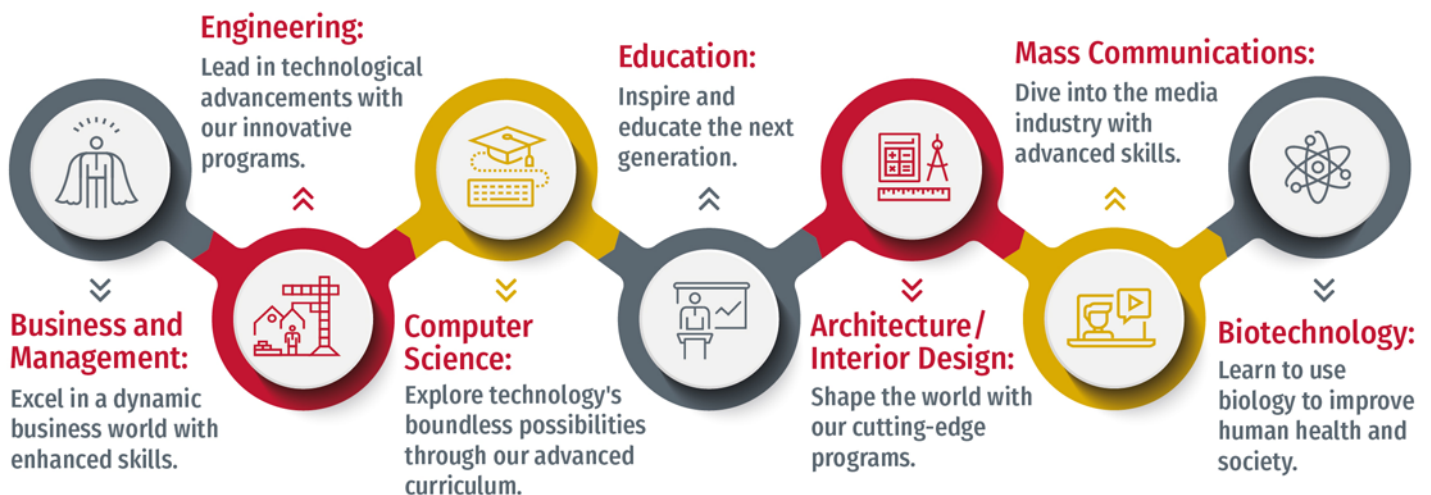 Business and
Management:
Excel in a dynamic
business world with
enhanced skills.
Engineering:
Lead in technological
advancements with
our innovative
programs.
Computer
Science:
Explore technology's
boundless possibilities
through our advanced
curriculum.
Education:
Inspire and
educate the next
generation.
Architecture/
Interior Design:
Shape the world with
our cutting-edge
programs.
Mass Communications:
Dive into the media
industry with
advanced skills.
Biotechnology:
Learn to use
biology to improve
human health and
society.